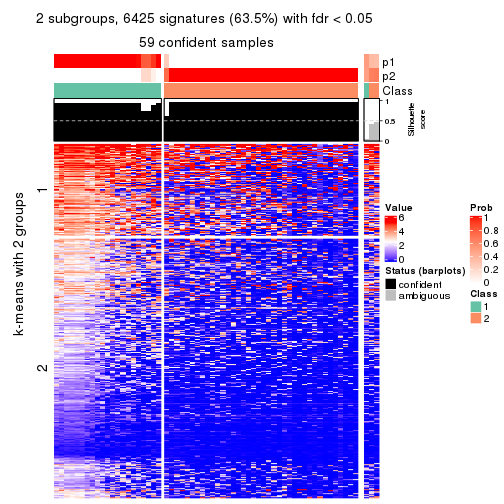 2 subgroups, 6425 signatures (63.5%) with fdr < 0.05
59 confident samples
p1
p2
Class
1
0.5
0
Silhouette
score
k-means with 2 groups
1
2
Value
6
4
2
0
Status (barplots)
confident
ambiguous
Prob
1
0.8
0.6
0.4
0.2
0
Class
1
2